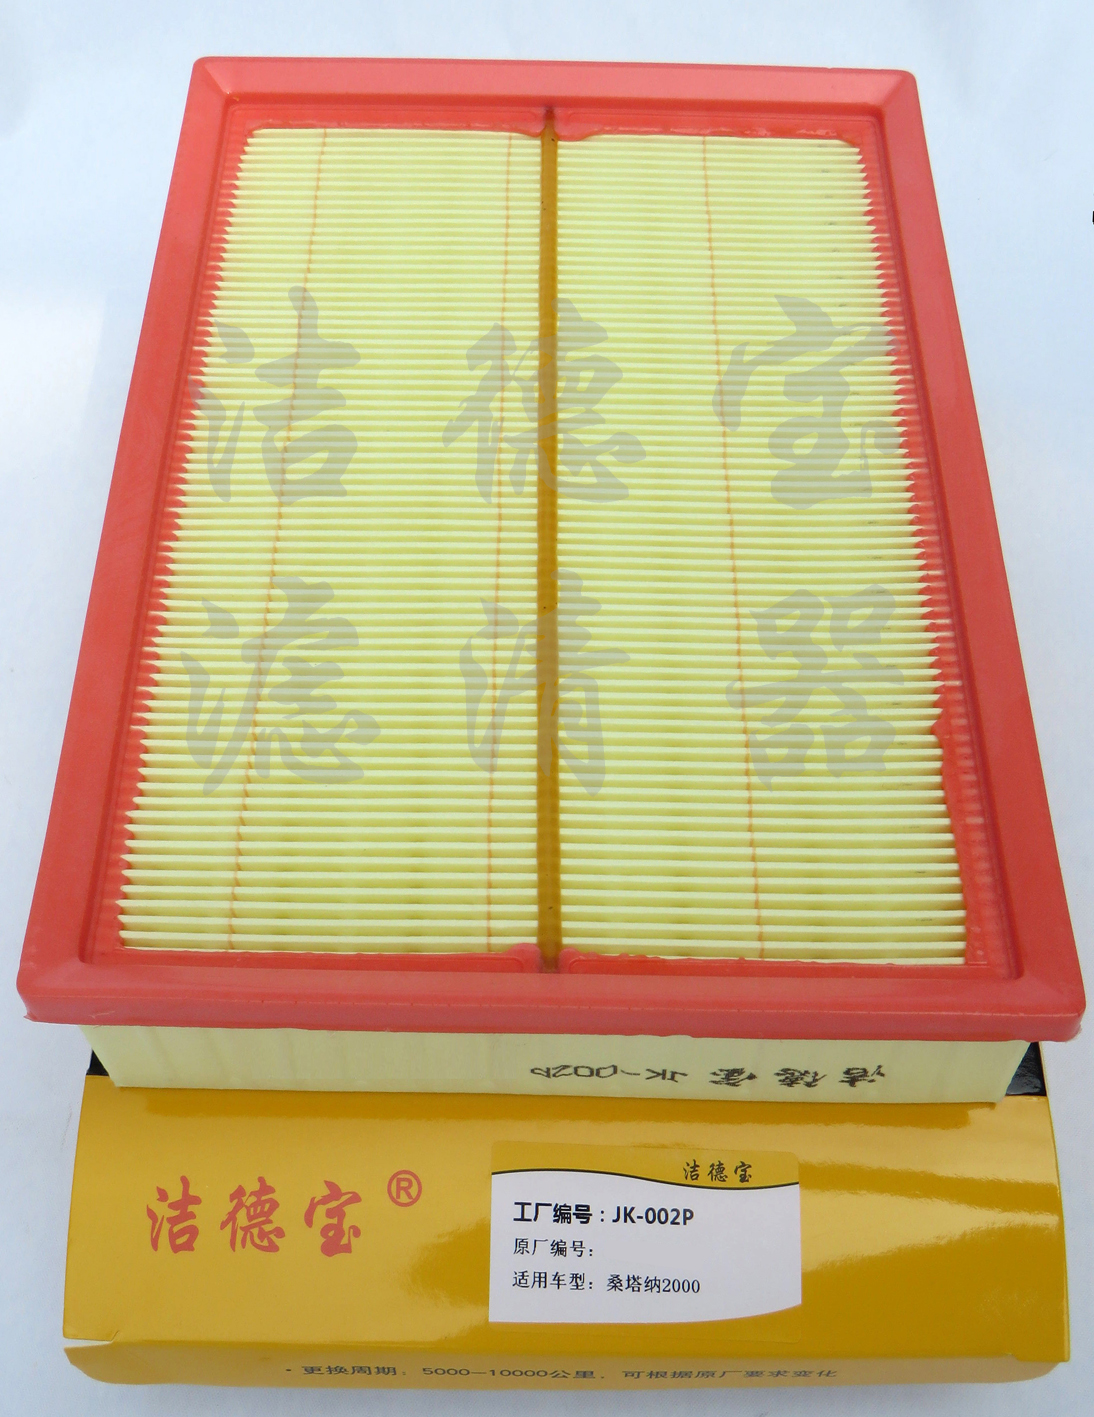 洁德宝
滤清器
洁德宝 JK-002P
洁德宝®
洁德宝
工厂编号：JK-002P
原厂编号：
适用车型：桑塔纳2000
·更换周期：5000—10000公里，可根据原厂要求变化